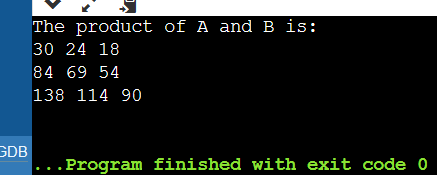 The product of A and B is:
30 24 18
84 69 54
138 114 90
GDB
...Program finished with exit code 0